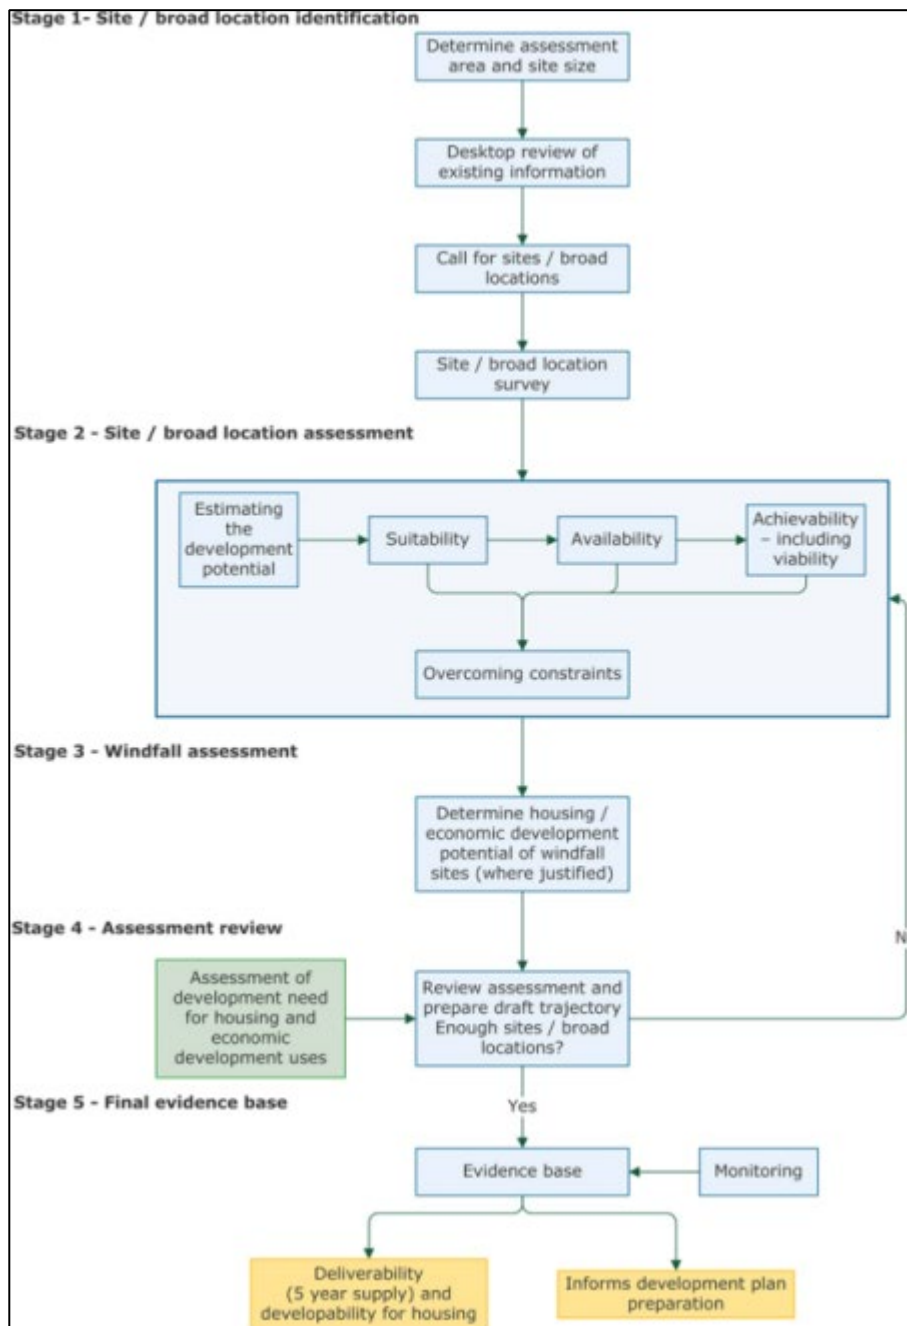 Stage 1- Site / broad location identification
Determine assessment
area and site size
Desktop review of
existing information
Call for sites / broad
locations
Site / broad location
survey
Stage 2 - Site / broad location assessment
Estimating
the
development
potential
Suitability
Availability
Achievability
– including
viability
Overcoming constraints
Stage 3 - Windfall assessment
Determine housing /
economic development
potential of windfall
sites (where justified)
Stage 4 - Assessment review
Assessment of
development need
for housing and
economic
development uses
Review assessment and
prepare draft trajectory
Enough sites / broad
locations?
N
Stage 5 - Final evidence base
Yes
Evidence base
Monitoring
Deliverability
(5 year supply) and
developability for housing
Informs development plan
preparation